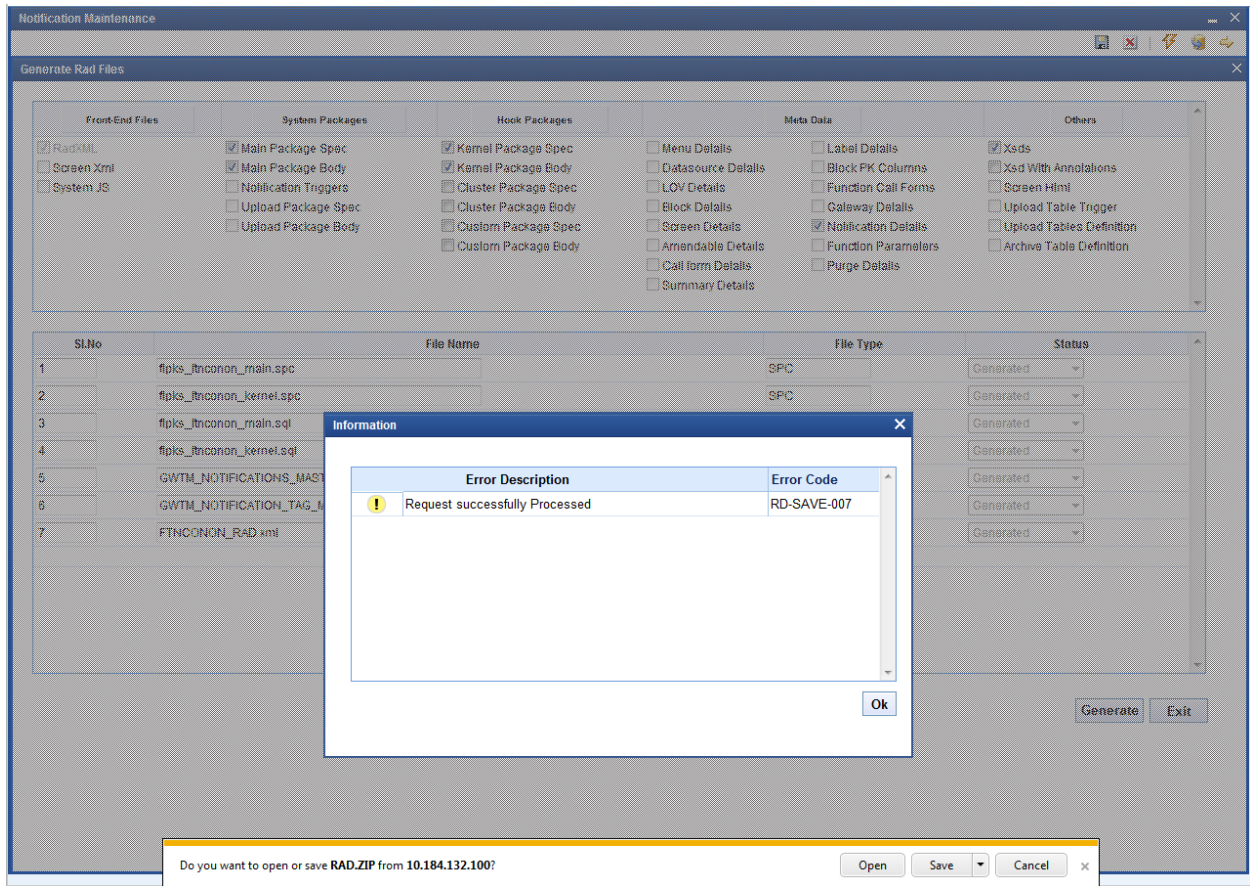 Notification Maintenance
Generate Rad Files
Front-End Files System Packages Hook Packages Meta Data Others
RadXML Main Package Spec Kernel Package Spec Menu Details Label Details Xsds
Screen Xml Main Package Body Kernel Package Body Datasource Details Block PK Columns Xsd With Annotations
System JS Notification Triggers Cluster Package Spec LOV Details Function Call Forms Screen Html
Upload Package Spec Cluster Package Body Block Details Gateway Details Upload Table Trigger
Upload Package Body Custom Package Spec Screen Details Notification Details Upload Tables Definition
Custom Package Body Amendable Details Function Parameters Archive Table Definition
Call form Details Purge Details
Summary Details
Sl.No File Name File Type Status
1 ftpks_ftnconon_main.spc SPC Generated
2 ftpks_ftnconon_kernel.spc SPC Generated
3 ftpks_ftnconon_main.sql Generated
4 ftpks_ftnconon_kernel.sql Generated
5 GWTM_NOTIFICATIONS_MAST Generated
6 GWTM_NOTIFICATION_TAG_M Generated
7 FTNCONON_RAD.xml Generated
Information
Error Description Error Code
Request successfully Processed RD-SAVE-007
Ok
Generate Exit
Do you want to open or save RAD.ZIP from 10.184.132.100? Open Save Cancel